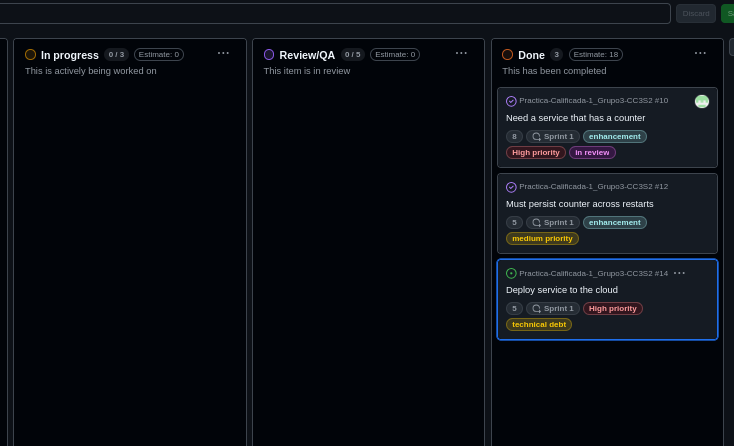 Discard
In progress 0 / 3 Estimate: 0 ...
This is actively being worked on
Review/QA 0 / 5 Estimate: 0 ...
This item is in review
Done 3 Estimate: 18 ...
This has been completed
Practica-Calificada-1_Grupo3-CC3S2 #10
Need a service that has a counter
8 Sprint 1 enhancement
High priority in review
Practica-Calificada-1_Grupo3-CC3S2 #12
Must persist counter across restarts
5 Sprint 1 enhancement
medium priority
Practica-Calificada-1_Grupo3-CC3S2 #14 ...
Deploy service to the cloud
5 Sprint 1 High priority
technical debt